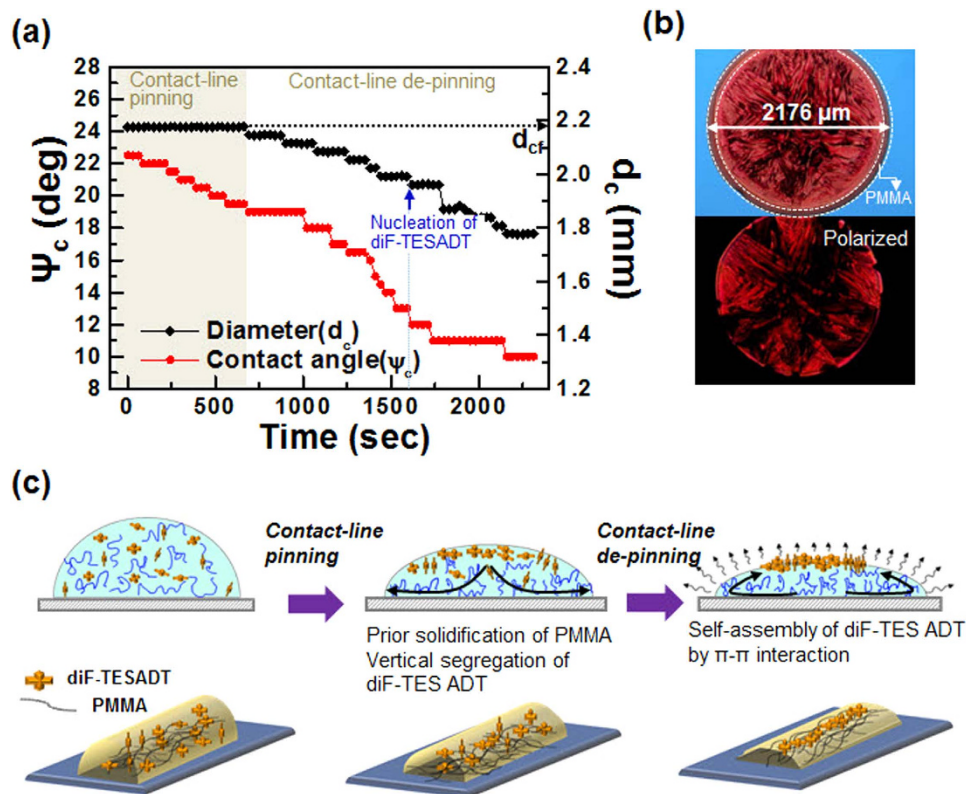 (a)
28
26
24
22
20
18
16
14
12
10
8
Ψc (deg)
Contact-line
pinning
Contact-line de-pinning
dcf
Nucleation of
diF-TESADT
Diameter(dc)
Contact angle(ψc)
0
500
1000
1500
2000
Time (sec)
2.4
2.2
2.0
1.8
1.6
1.4
1.2
dc (mm)
(b)
2176 µm
PMMA
Polarized
(c)
Contact-line
pinning
Contact-line
de-pinning
Prior solidification of PMMA
Vertical segregation of
diF-TES ADT
Self-assembly of diF-TES ADT
by π-π interaction
diF-TESADT
PMMA